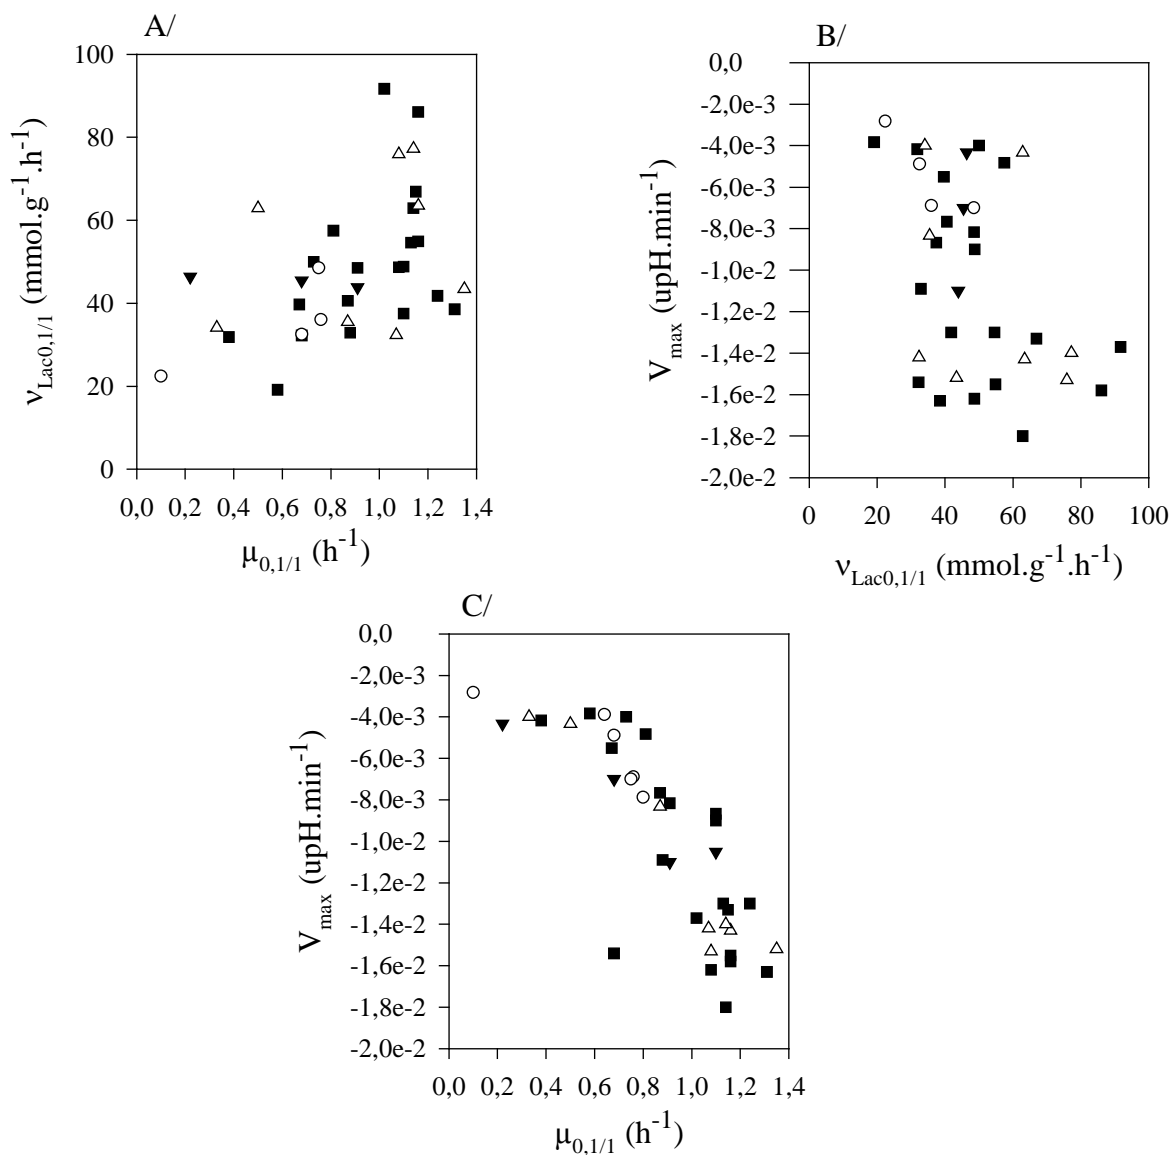 A/
100
80
60
40
20
0
ν_Lac0,1/1 (mmol.g^-1.h^-1)
0,0 0,2 0,4 0,6 0,8 1,0 1,2 1,4
μ_0,1/1 (h^-1)
B/
0,0
-2,0e-3
-4,0e-3
-6,0e-3
-8,0e-3
-1,0e-2
-1,2e-2
-1,4e-2
-1,6e-2
-1,8e-2
-2,0e-2
V_max (upH.min^-1)
0 20 40 60 80 100
ν_Lac0,1/1 (mmol.g^-1.h^-1)
C/
0,0
-2,0e-3
-4,0e-3
-6,0e-3
-8,0e-3
-1,0e-2
-1,2e-2
-1,4e-2
-1,6e-2
-1,8e-2
-2,0e-2
V_max (upH.min^-1)
0,0 0,2 0,4 0,6 0,8 1,0 1,2 1,4
μ_0,1/1 (h^-1)